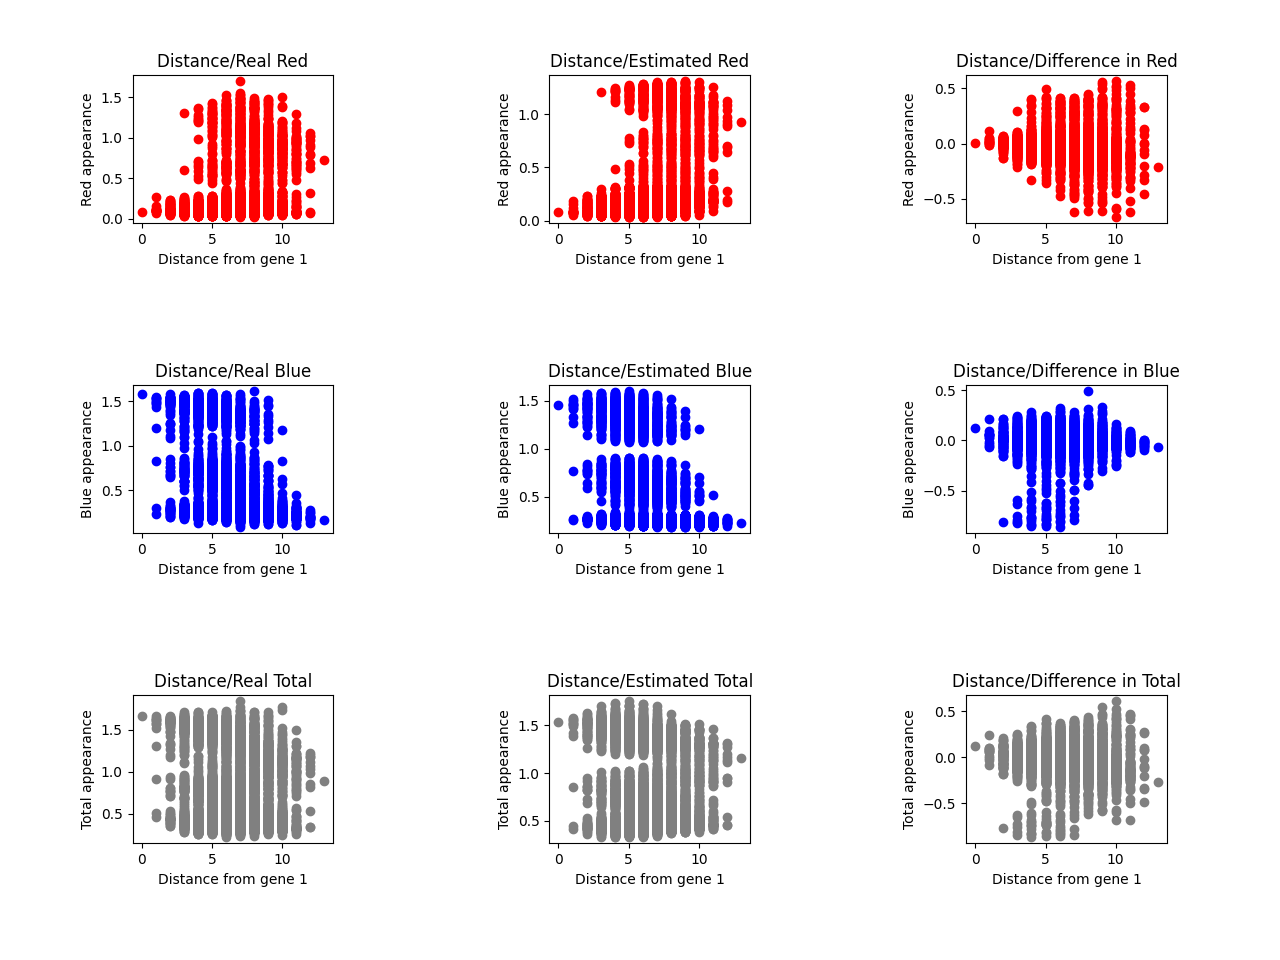 Distance/Real Red
Red appearance
1.5
1.0
0.5
0.0
0 5 10
Distance from gene 1
Distance/Estimated Red
Red appearance
1.0
0.5
0.0
0 5 10
Distance from gene 1
Distance/Difference in Red
Red appearance
0.5
0.0
−0.5
0 5 10
Distance from gene 1
Distance/Real Blue
Blue appearance
1.5
1.0
0.5
0 5 10
Distance from gene 1
Distance/Estimated Blue
Blue appearance
1.5
1.0
0.5
0 5 10
Distance from gene 1
Distance/Difference in Blue
Blue appearance
0.5
0.0
−0.5
0 5 10
Distance from gene 1
Distance/Real Total
Total appearance
1.5
1.0
0.5
0 5 10
Distance from gene 1
Distance/Estimated Total
Total appearance
1.5
1.0
0.5
0 5 10
Distance from gene 1
Distance/Difference in Total
Total appearance
0.5
0.0
−0.5
0 5 10
Distance from gene 1